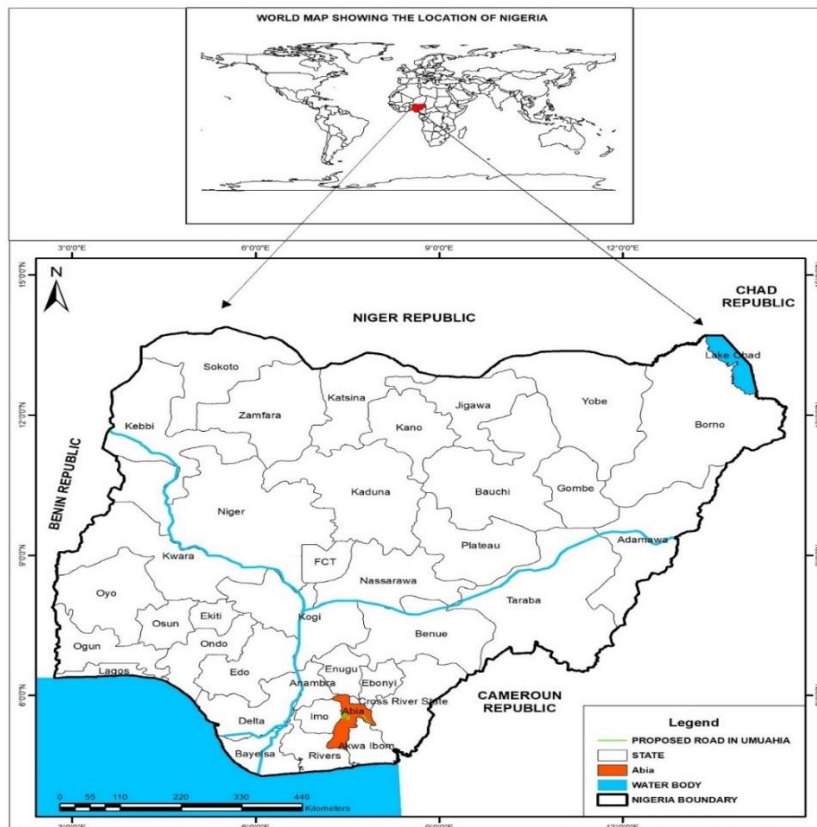 WORLD MAP SHOWING THE LOCATION OF NIGERIA
3°0'0"E 6°0'0"E 9°0'0"E 12°0'0"E
15°0'0"N
N
CHAD
REPUBLIC
NIGER REPUBLIC
Lake Chad
Sokoto
Katsina
Yobe
Jigawa
Zamfara
12°0'0"N
Kebbi
Kano
Borno
BENIN REPUBLIC
Kaduna
Bauchi
Gombe
Niger
Plateau
Adamawa
9°0'0"N
Kwara
FCT
Nassarawa
Oyo
Taraba
Kogi
Osun
Ekiti
Benue
Ogun
Ondo
Lagos
Edo
Enugu
Ebonyi
Anambra
CAMEROUN
REPUBLIC
6°0'0"N
Cross River State
Imo
Abia
Delta
Bayelsa
Rivers
Akwa Ibom
Legend
PROPOSED ROAD IN UMUAHIA
STATE
Abia
WATER BODY
NIGERIA BOUNDARY
0 55 110 220 330 440
Kilometers